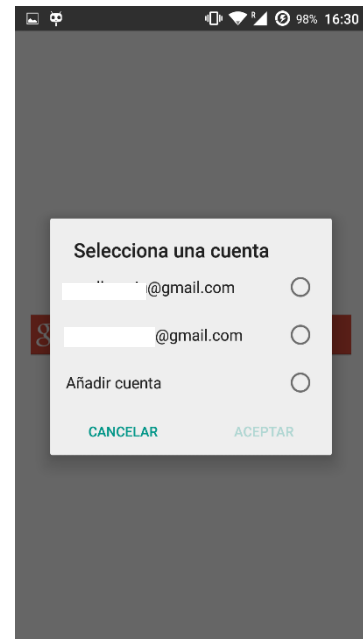 R 98% 16:30
Selecciona una cuenta
@gmail.com
@gmail.com
Añadir cuenta
CANCELAR ACEPTAR
g